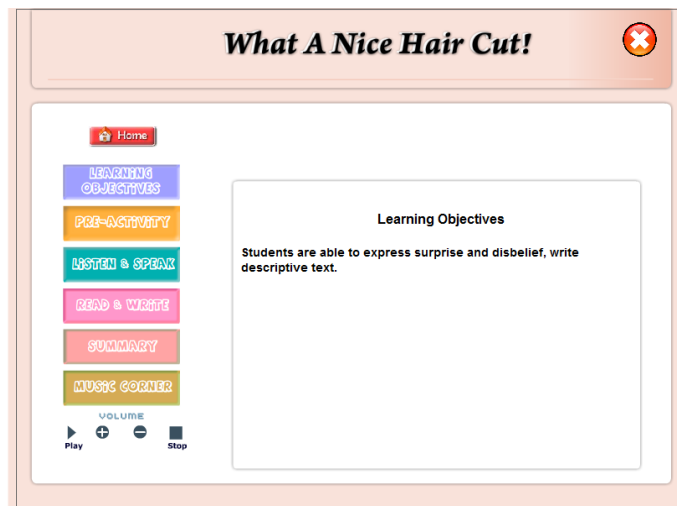 What A Nice Hair Cut!
Home
LEARNING
OBJECTIVES
PRE-ACTIVITY
LISTEN & SPEAK
READ & WRITE
SUMMARY
MUSIC CORNER
VOLUME
Play
Stop
Learning Objectives
Students are able to express surprise and disbelief, write
descriptive text.